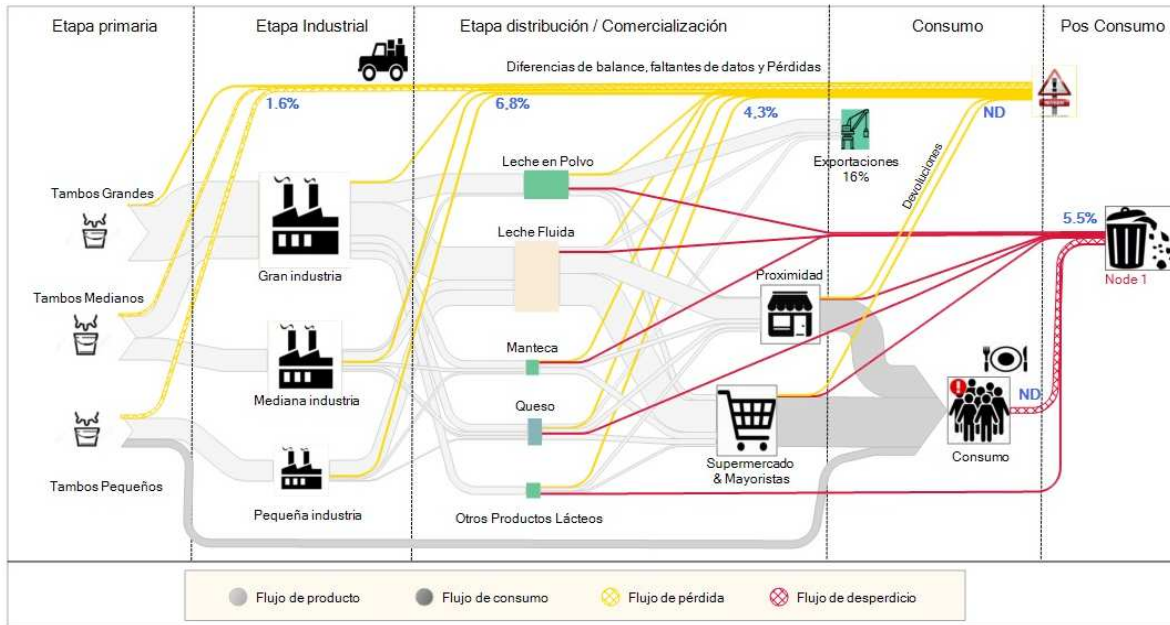 Etapa primaria
Etapa Industrial
Etapa distribución / Comercialización
Consumo
Pos Consumo
Diferencias de balance, faltantes de datos y Pérdidas
1.6%
6,8%
4,3%
ND
Leche en Polvo
Exportaciones
16%
Devoluciones
Tambos Grandes
5.5%
Leche Fluida
Gran industria
Proximidad
Node 1
Tambos Medianos
Manteca
Mediana industria
ND
Queso
Consumo
Supermercado
& Mayoristas
Tambos Pequeños
Pequeña industria
Otros Productos Lácteos
Flujo de producto
Flujo de consumo
Flujo de pérdida
Flujo de desperdicio